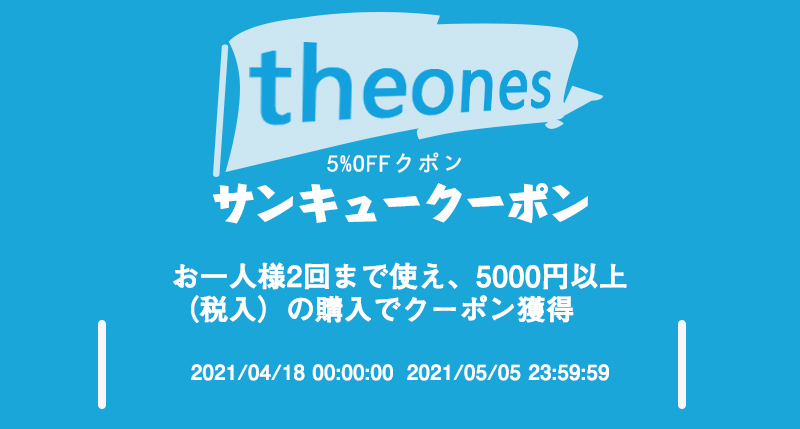 theones
5%OFFクポン
サンキュークーポン
お一人様2回まで使え、5000円以上
（税入）の購入でクーポン獲得
2021/04/18 00:00:00 2021/05/05 23:59:59